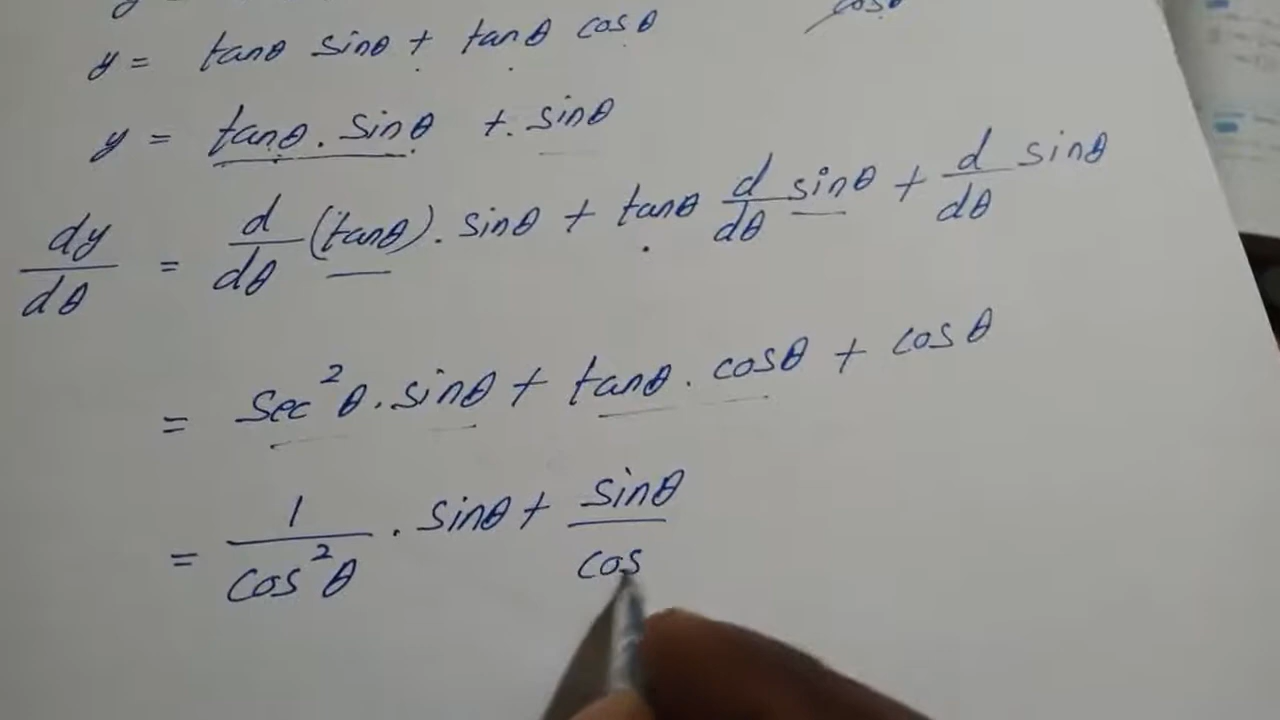 y =
cosθ
y = tanθ sinθ + tanθ cosθ
y = tanθ . sinθ + sinθ
dy/dθ = d/dθ (tanθ) . sinθ + tanθ d/dθ sinθ + d/dθ sinθ
= sec²θ . sinθ + tanθ . cosθ + cosθ
= 1/cos²θ . sinθ + sinθ/cos